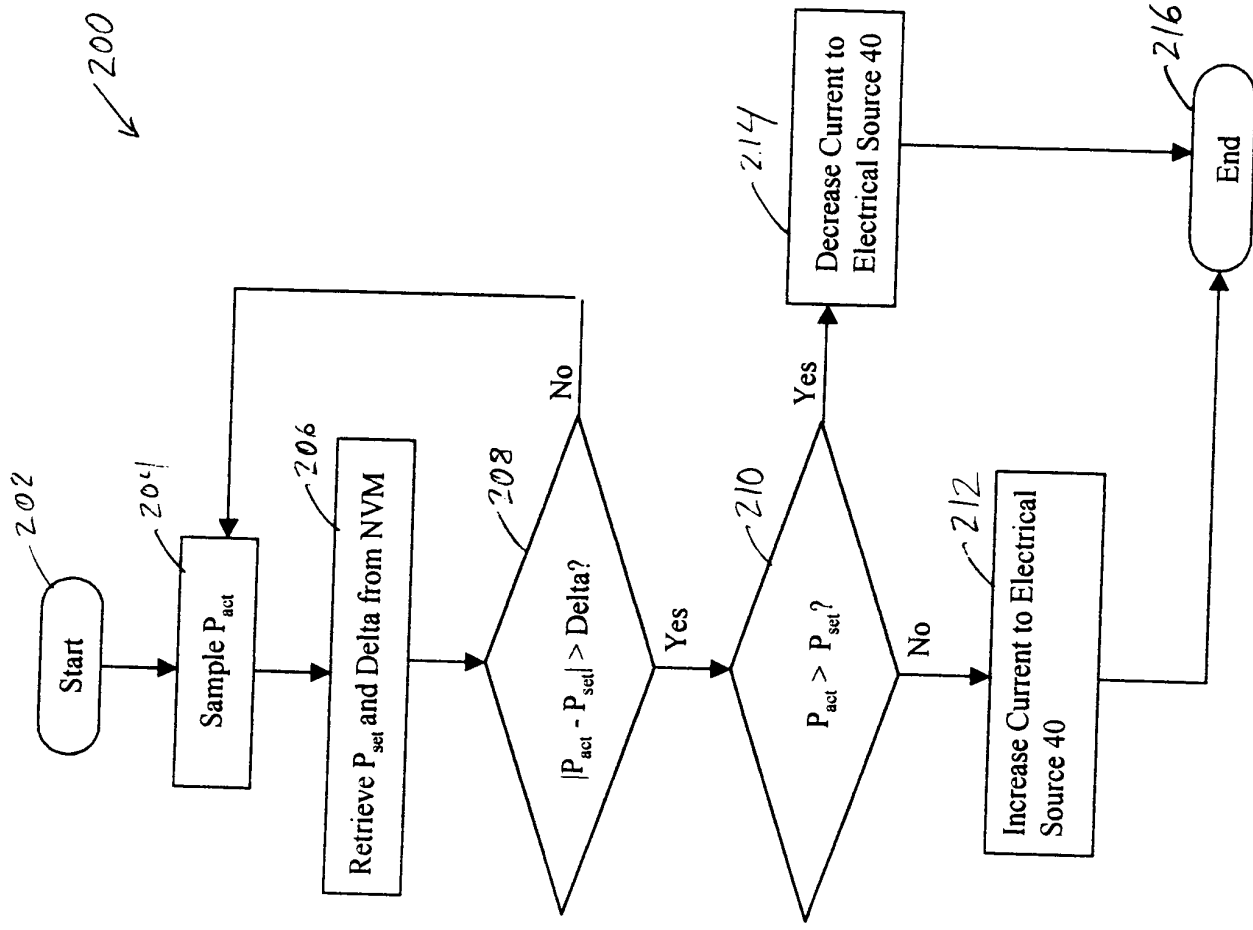 200
202
Start
204
Sample P_act
206
Retrieve P_set and Delta from NVM
208
|P_act - P_set| > Delta?
No
Yes
210
P_act > P_set?
Yes
No
214
Decrease Current to
Electrical Source 40
212
Increase Current to Electrical
Source 40
216
End